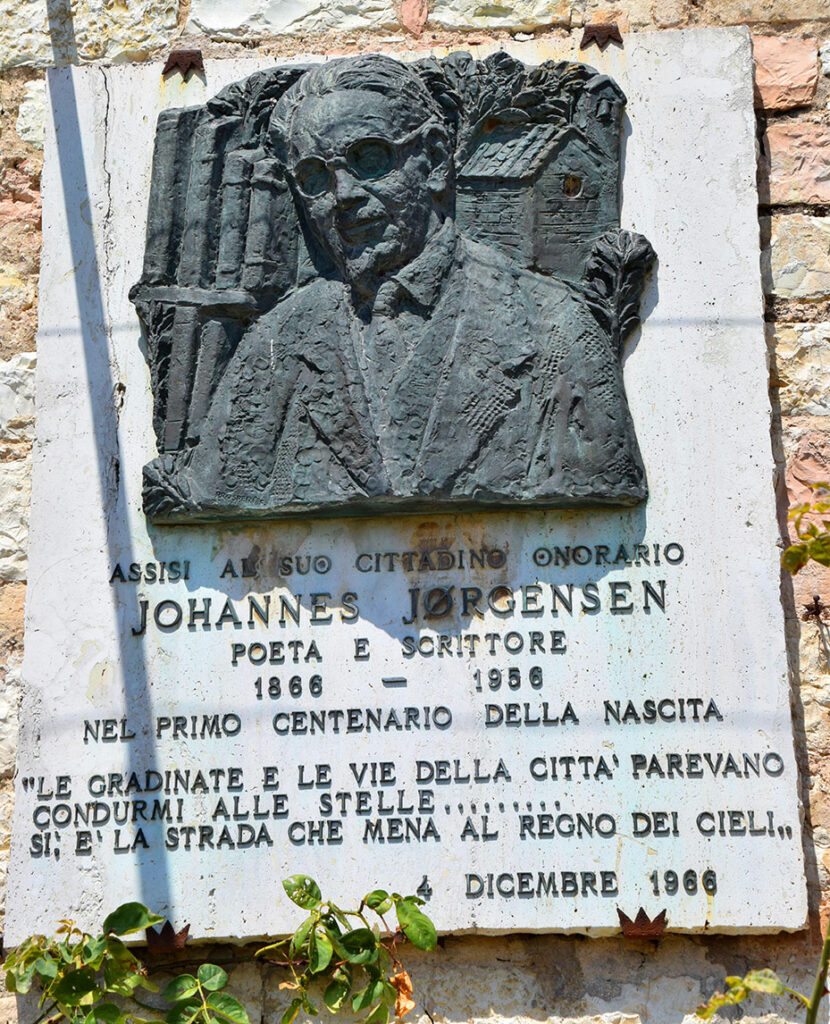 ASSISI AL SUO CITTADINO ONORARIO
JOHANNES JØRGENSEN
POETA E SCRITTORE
1866 — 1956
NEL PRIMO CENTENARIO DELLA NASCITA
"LE GRADINATE E LE VIE DELLA CITTA' PAREVANO
CONDURMI ALLE STELLE..........
SI', E' LA STRADA CHE MENA AL REGNO DEI CIELI„
4 DICEMBRE 1966